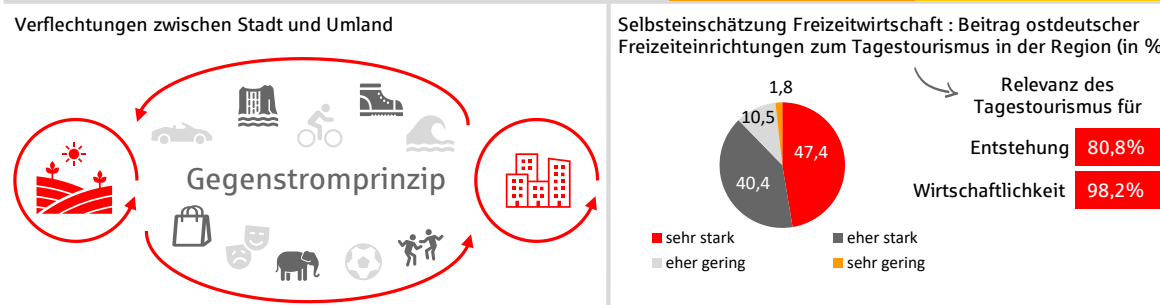 Verflechtungen zwischen Stadt und Umland
Gegenstromprinzip
Selbsteinschätzung Freizeitwirtschaft : Beitrag ostdeutscher
Freizeiteinrichtungen zum Tagestourismus in der Region (in %
1,8
10,5
47,4
40,4
sehr stark
eher stark
eher gering
sehr gering
Relevanz des
Tagestourismus für
Entstehung 80,8%
Wirtschaftlichkeit 98,2%